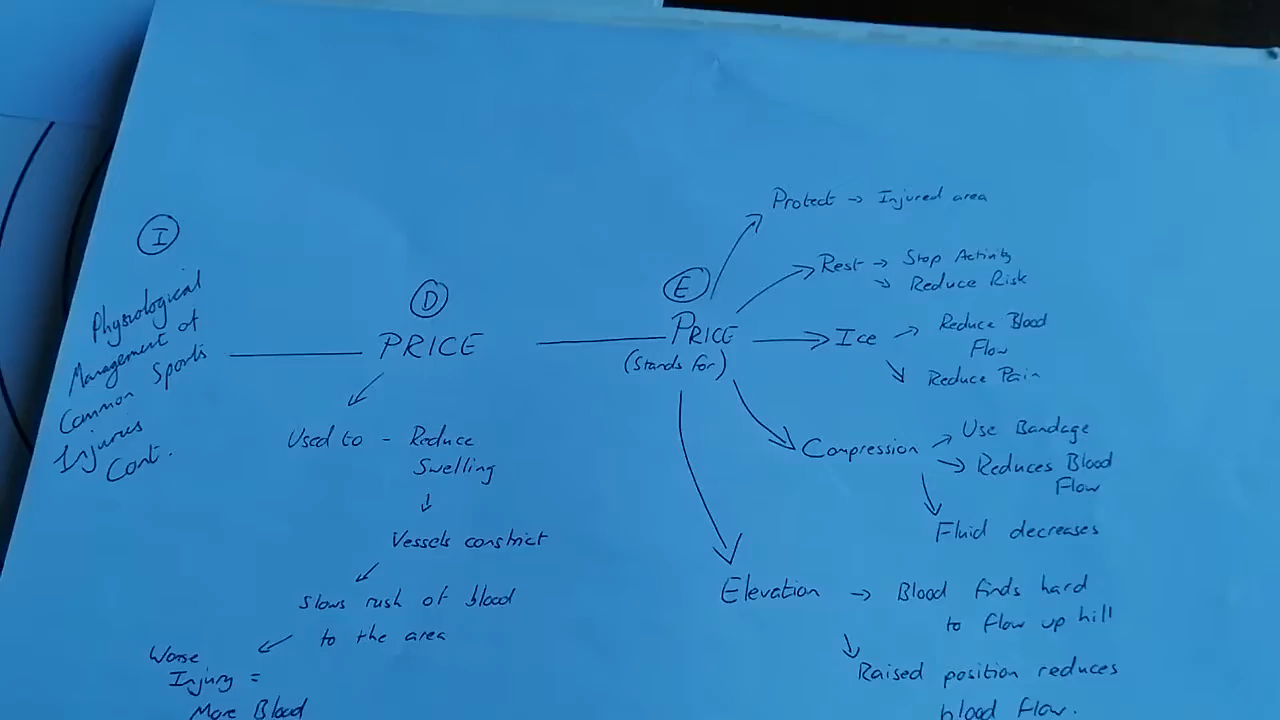 I
Physiological
Management of
Common Sports
Injuries
Cont.
D
PRICE
Used to - Reduce
Swelling
Vessels constrict
Slows rush of blood
to the area
Worse
Injury =
More Blood
E
PRICE
(Stands for)
Protect → Injured area
Rest → Stop Activity
→ Reduce Risk
Ice → Reduce Blood
Flow
Reduce Pain
Compression → Use Bandage
→ Reduces Blood
Flow
Fluid decreases
Elevation → Blood finds hard
to flow up hill
Raised position reduces
blood flow.